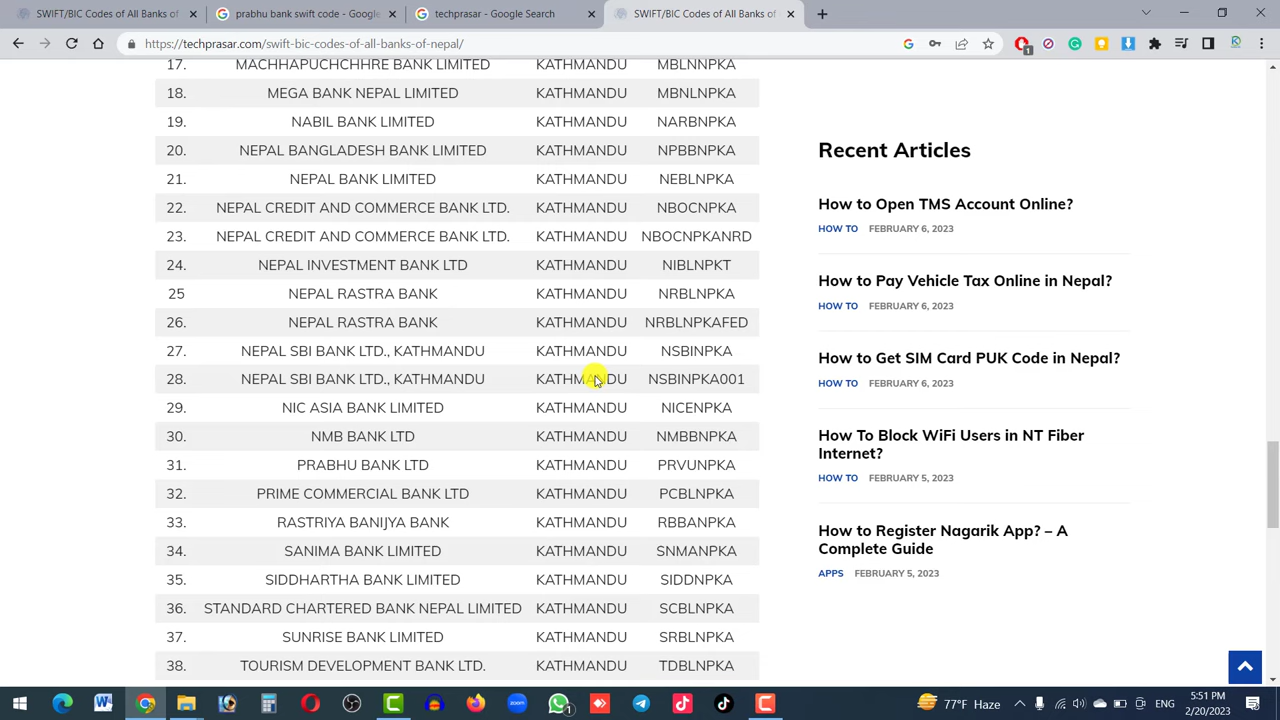 SWIFT/BIC Codes of All Banks of
prabhu bank - Google Search
techprasar - Google Search
SWIFT/BIC Codes of All Banks of
https://techprasar.com/swift-bic-codes-of-all-banks-of-nepal/
17. MACHHAPUCHCHHRE BANK LIMITED KATHMANDU MBLNNPKA
18. MEGA BANK NEPAL LIMITED KATHMANDU MBNLNPKA
19. NABIL BANK LIMITED KATHMANDU NARBNPKA
20. NEPAL BANGLADESH BANK LIMITED KATHMANDU NPBBNPKA
21. NEPAL BANK LIMITED KATHMANDU NEBLNPKA
22. NEPAL CREDIT AND COMMERCE BANK LTD. KATHMANDU NBOCNPKA
23. NEPAL CREDIT AND COMMERCE BANK LTD. KATHMANDU NBOCNPKANRD
24. NEPAL INVESTMENT BANK LTD KATHMANDU NIBLNPKT
25 NEPAL RASTRA BANK KATHMANDU NRBLNPKA
26. NEPAL RASTRA BANK KATHMANDU NRBLNPKAFED
27. NEPAL SBI BANK LTD., KATHMANDU KATHMANDU NSBINPKA
28. NEPAL SBI BANK LTD., KATHMANDU KATHMANDU NSBINPKA001
29. NIC ASIA BANK LIMITED KATHMANDU NICENPKA
30. NMB BANK LTD KATHMANDU NMBBNPKA
31. PRABHU BANK LTD KATHMANDU PRVUNPKA
32. PRIME COMMERCIAL BANK LTD KATHMANDU PCBLNPKA
33. RASTRIYA BANIJYA BANK KATHMANDU RBBANPKA
34. SANIMA BANK LIMITED KATHMANDU SNMANPKA
35. SIDDHARTHA BANK LIMITED KATHMANDU SIDDNPKA
36. STANDARD CHARTERED BANK NEPAL LIMITED KATHMANDU SCBLNPKA
37. SUNRISE BANK LIMITED KATHMANDU SRBLNPKA
38. TOURISM DEVELOPMENT BANK LTD. KATHMANDU TDBLNPKA
Recent Articles
How to Open TMS Account Online?
HOW TO FEBRUARY 6, 2023
How to Pay Vehicle Tax Online in Nepal?
HOW TO FEBRUARY 6, 2023
How to Get SIM Card PUK Code in Nepal?
HOW TO FEBRUARY 6, 2023
How To Block WiFi Users in NT Fiber
Internet?
HOW TO FEBRUARY 5, 2023
How to Register Nagarik App? – A
Complete Guide
APPS FEBRUARY 5, 2023
77°F Haze
5:51 PM
2/20/2023